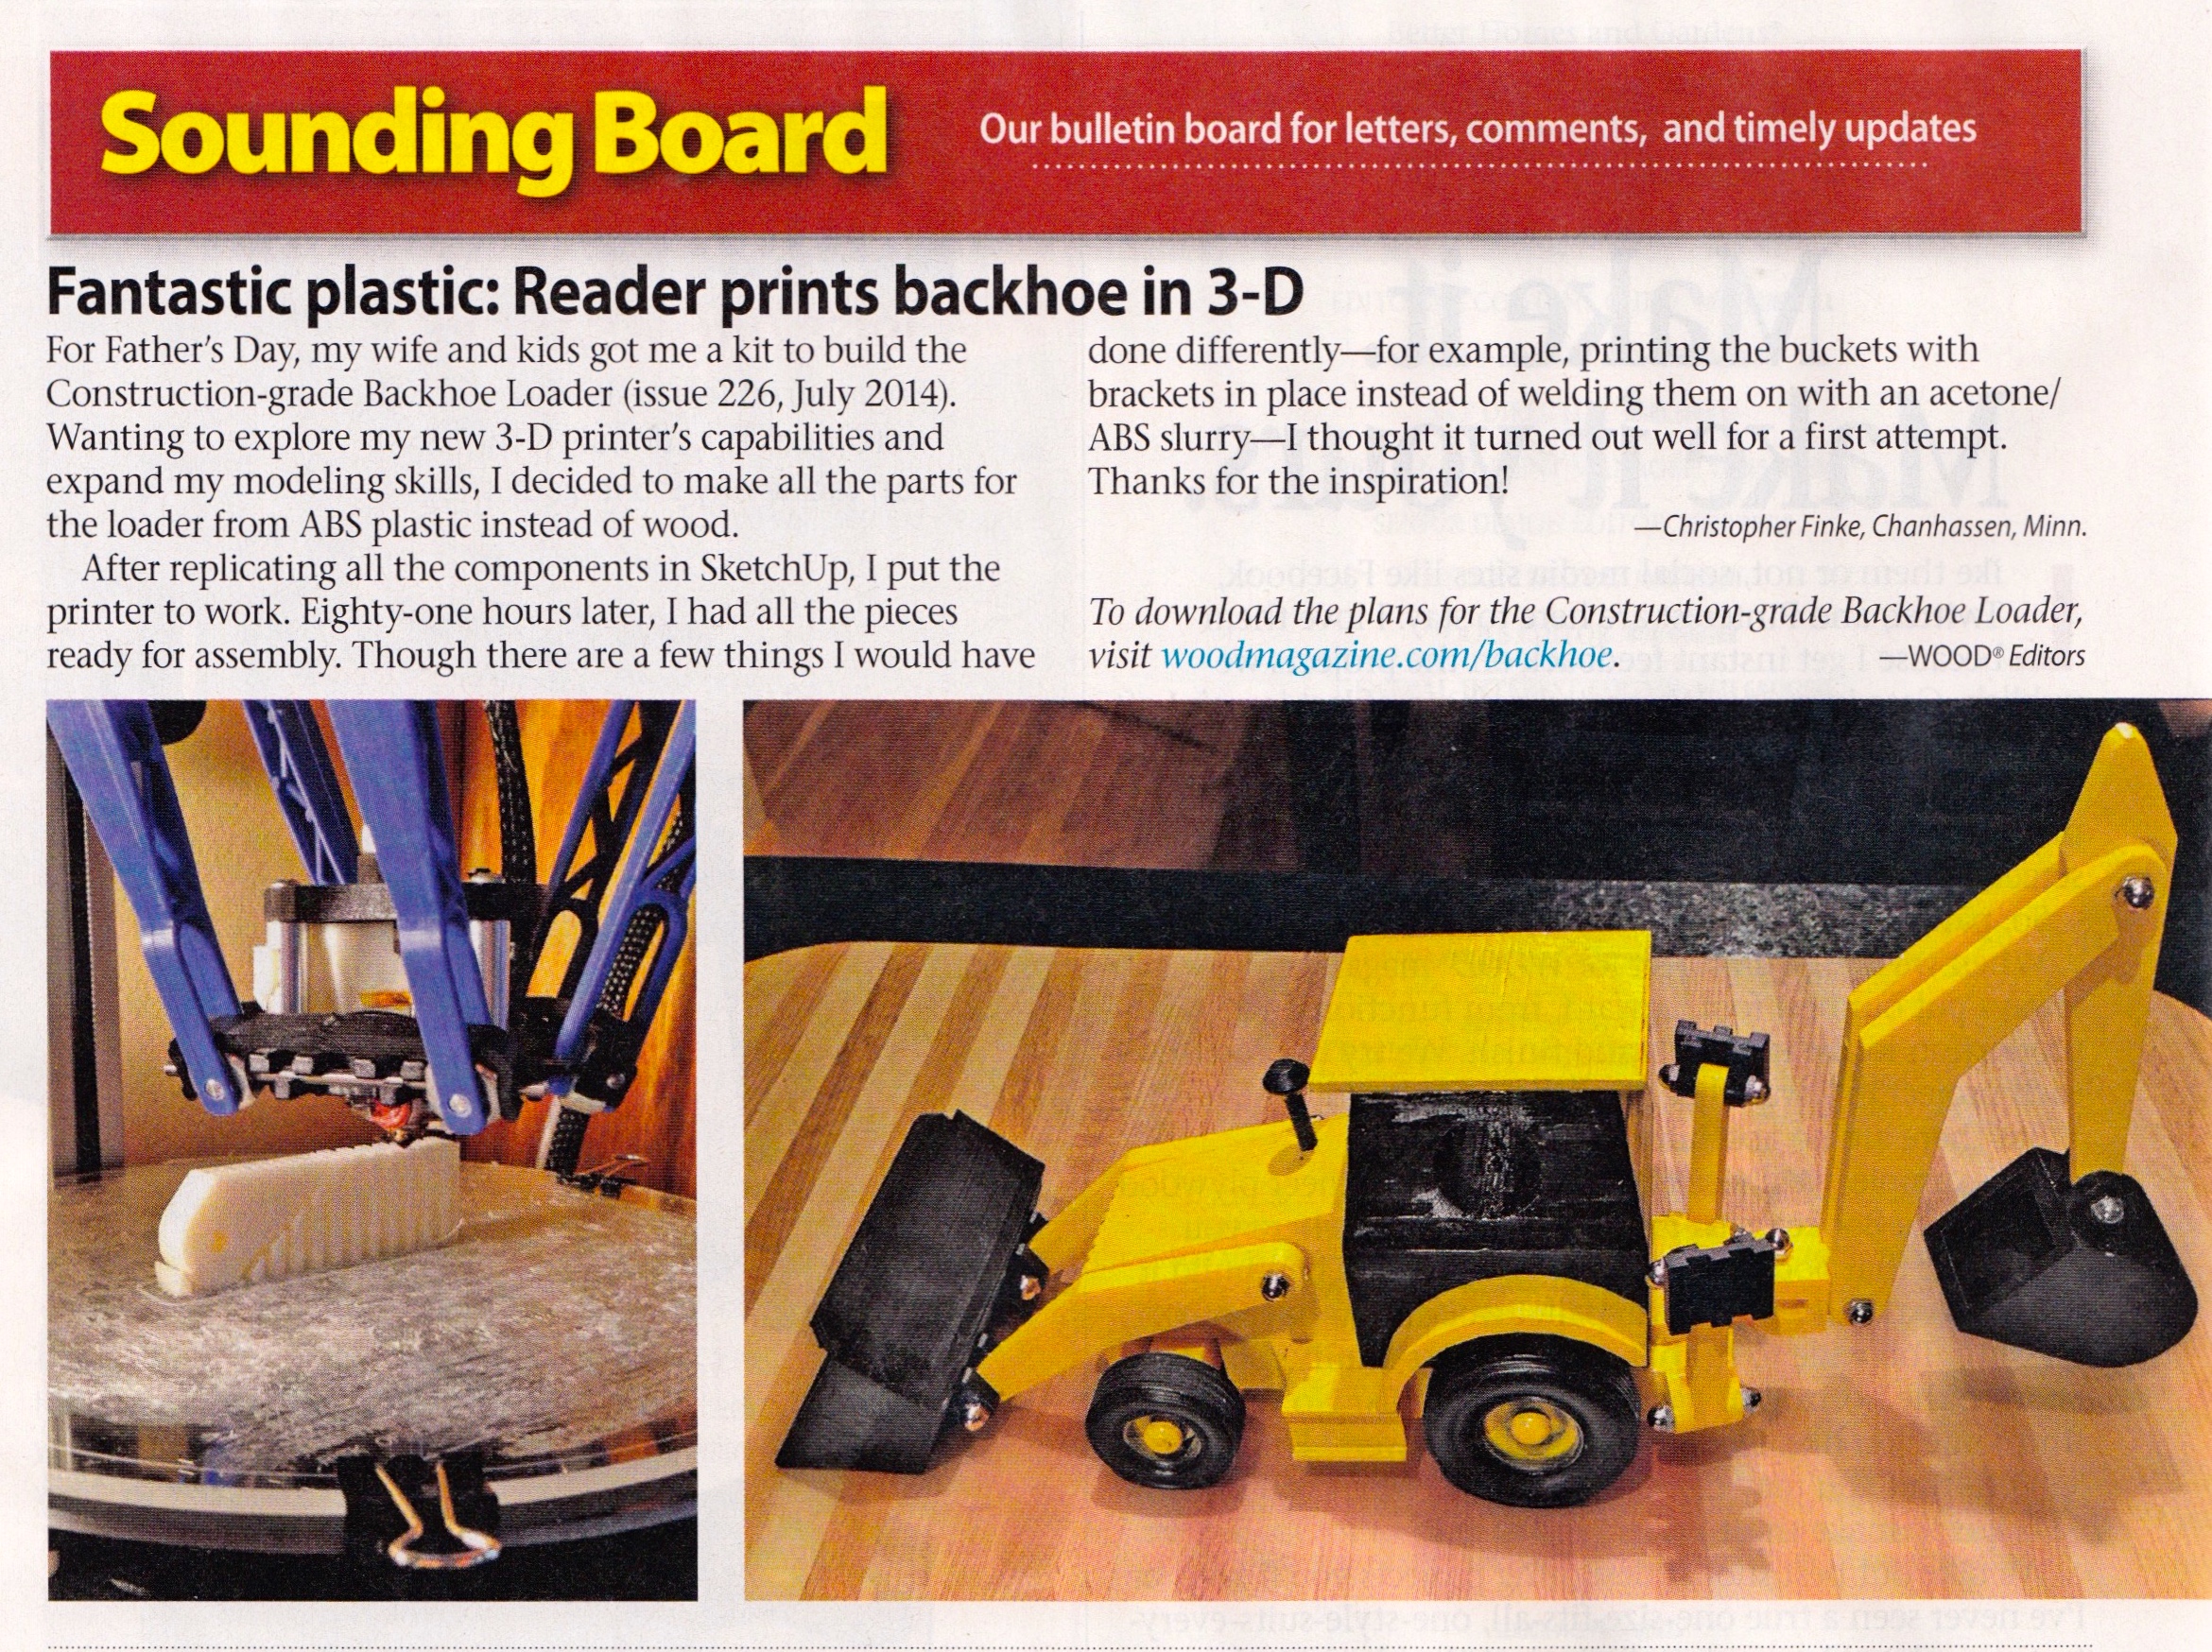 Sounding Board
Our bulletin board for letters, comments, and timely updates
Fantastic plastic: Reader prints backhoe in 3-D
For Father's Day, my wife and kids got me a kit to build the
Construction-grade Backhoe Loader (issue 226, July 2014).
Wanting to explore my new 3-D printer's capabilities and
expand my modeling skills, I decided to make all the parts for
the loader from ABS plastic instead of wood.
After replicating all the components in SketchUp, I put the
printer to work. Eighty-one hours later, I had all the pieces
ready for assembly. Though there are a few things I would have
done differently—for example, printing the buckets with
brackets in place instead of welding them on with an acetone/
ABS slurry—I thought it turned out well for a first attempt.
Thanks for the inspiration!
—Christopher Finke, Chanhassen, Minn.
To download the plans for the Construction-grade Backhoe Loader,
visit woodmagazine.com/backhoe.
—WOOD® Editors